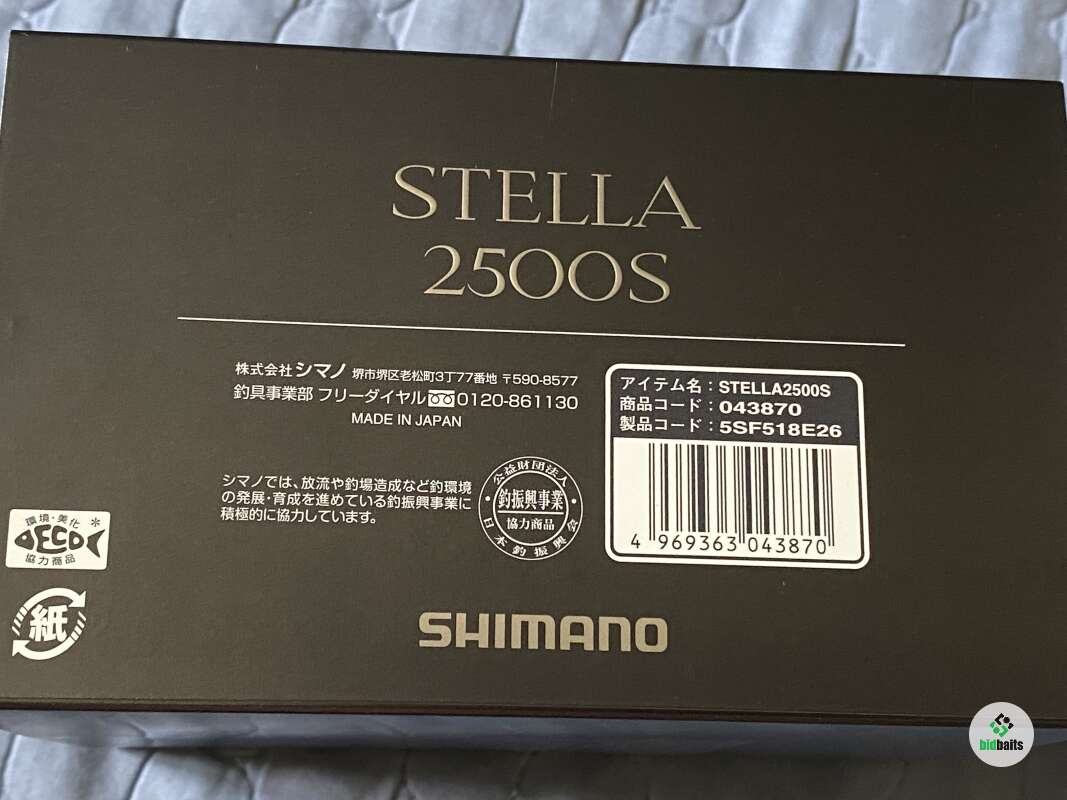 STELLA
2500S
株式会社 シマノ 堺市堺区老松町3丁77番地 〒590-8577
釣具事業部 フリーダイヤル 0120-861130
MADE IN JAPAN
アイテム名：STELLA2500S
商品コード：043870
製品コード：5SF518E26
4 969363 043870
シマノでは、放流や釣場造成など釣環境
の発展・育成を進めている釣振興事業に
積極的に協力しています。
公益財団法人
釣振興事業
協力商品
日本釣振興会
環境・美化
ECO
協力商品
紙
SHIMANO
bidbaits